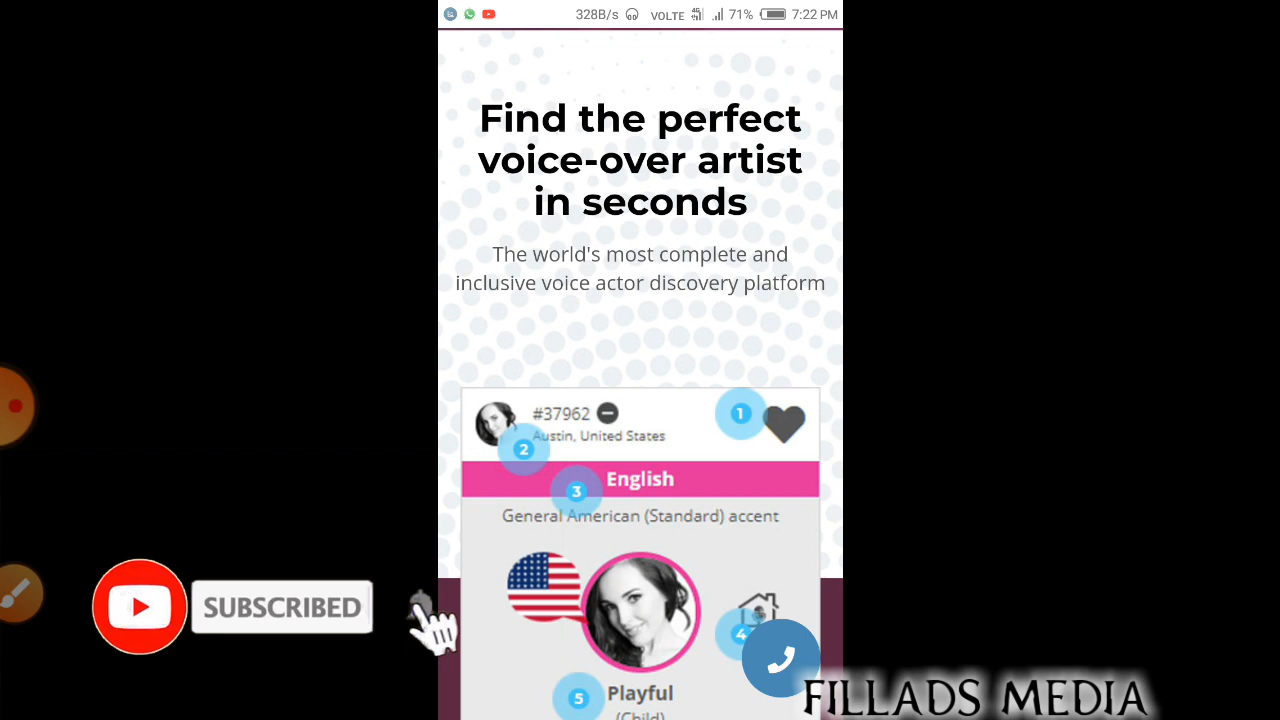 328B/s VOLTE 4G 71% 7:22 PM
Find the perfect
voice-over artist
in seconds
The world's most complete and
inclusive voice actor discovery platform
#37962
1
Austin, United States
2
English
3
General American (Standard) accent
SUBSCRIBED
4
Playful
5
(Child)
FILLADS MEDIA